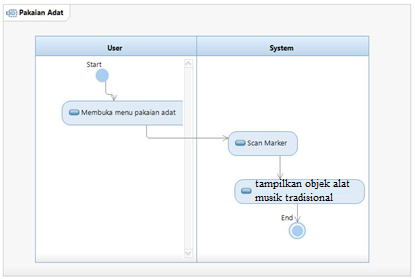 Pakaian Adat
User
System
Start
Membuka menu pakaian adat
Scan Marker
tampilkan objek alat
musik tradisional
End